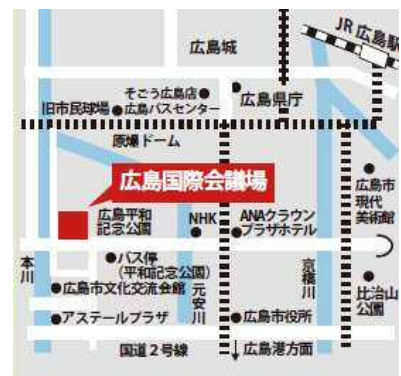 JR 広島駅
広島城
そごう広島店
広島県庁
旧市民球場
広島バスセンター
原爆ドーム
広島国際会議場
広島平和
記念公園
NHK
ANAクラウン
プラザホテル
広島市
現代
美術館
本川
バス停
(平和記念公園)
元安川
京橋川
広島市文化交流会館
比治山
公園
アステールプラザ
広島市役所
国道2号線
広島港方面